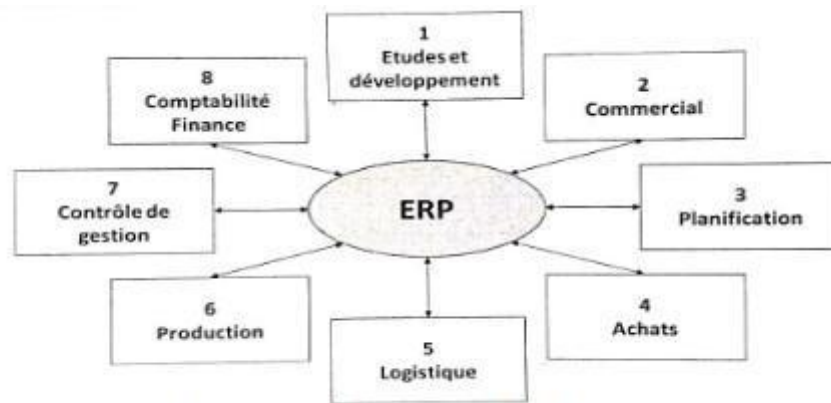 1
Etudes et
développement
2
Commercial
3
Planification
4
Achats
5
Logistique
6
Production
7
Contrôle de
gestion
8
Comptabilité
Finance
ERP